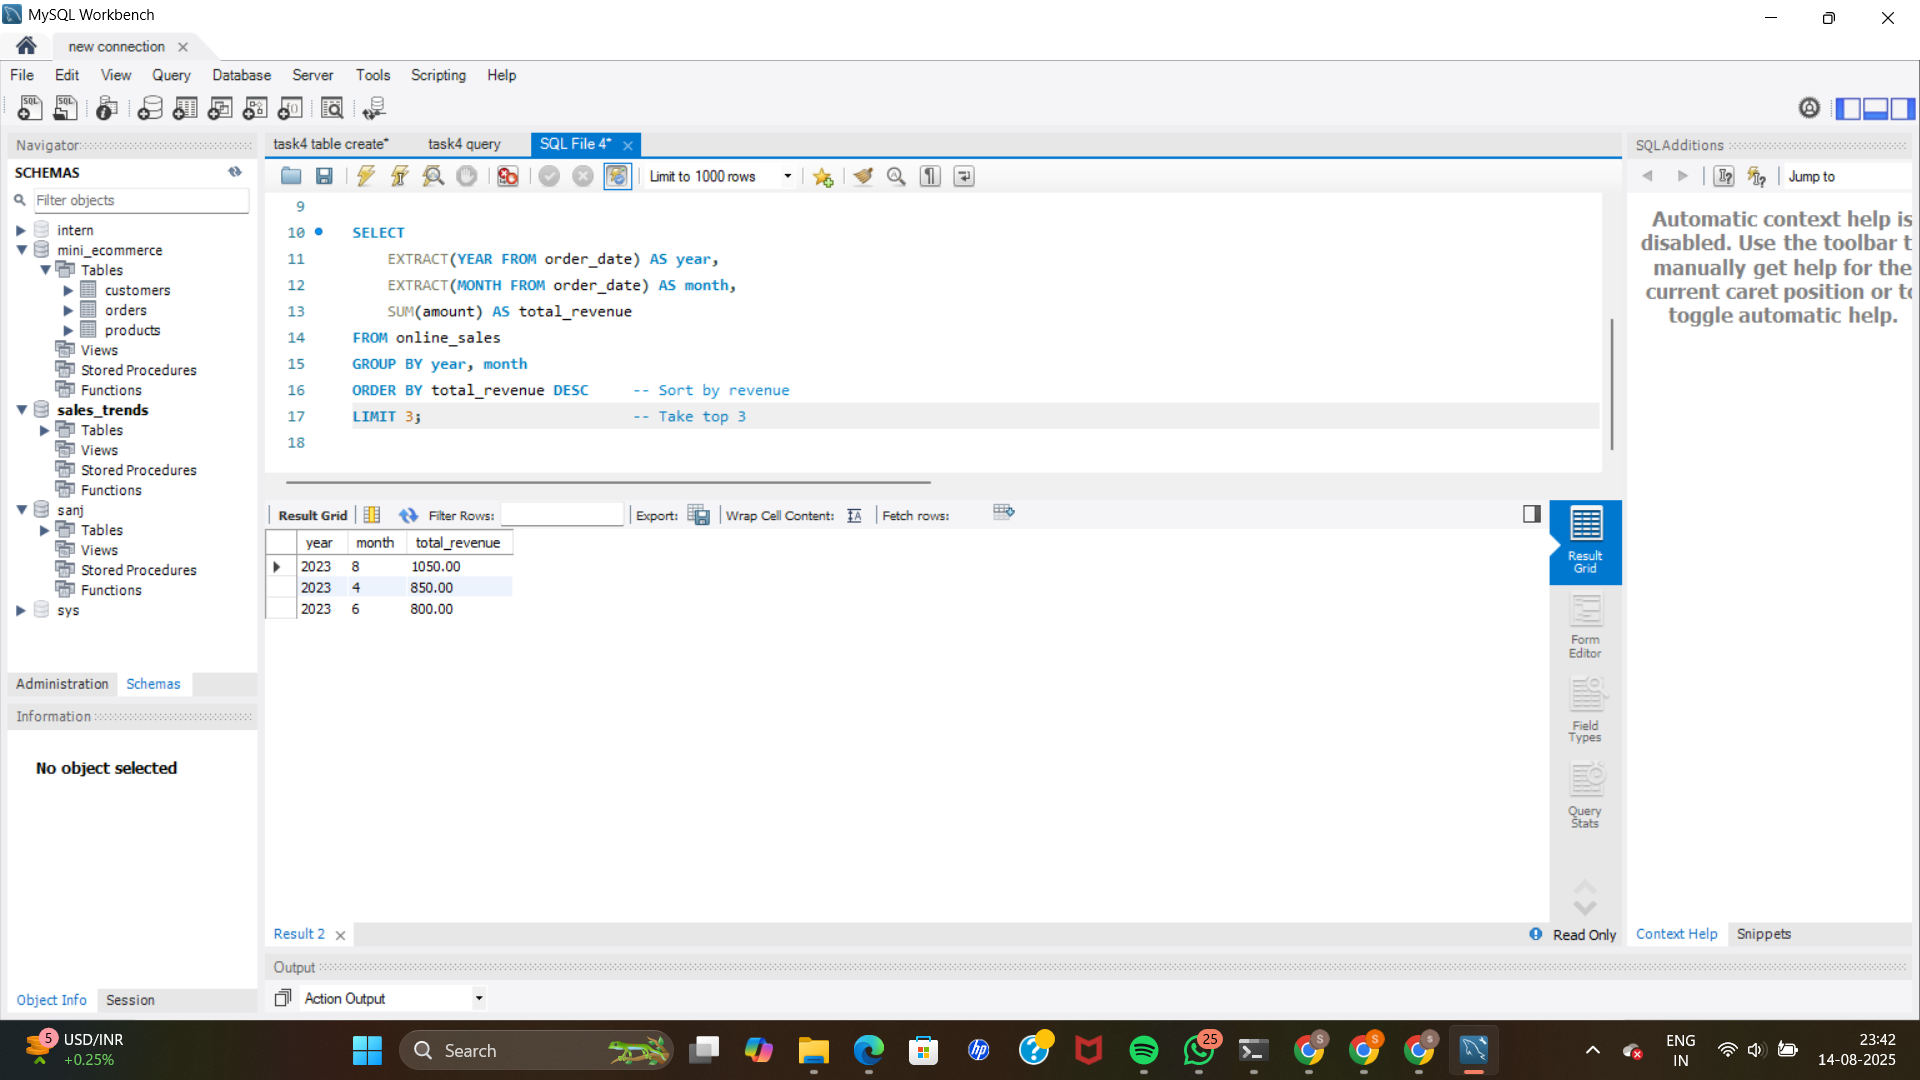 MySQL Workbench
new connection
File Edit View Query Database Server Tools Scripting Help
Navigator
SCHEMAS
Filter objects
intern
mini_ecommerce
Tables
customers
orders
products
Views
Stored Procedures
Functions
sales_trends
Tables
Views
Stored Procedures
Functions
sanj
Tables
Views
Stored Procedures
Functions
sys
Administration Schemas
Information
No object selected
Object Info Session
task4 table create* task4 query SQL File 4*
Limit to 1000 rows
9
10 SELECT
11 EXTRACT(YEAR FROM order_date) AS year,
12 EXTRACT(MONTH FROM order_date) AS month,
13 SUM(amount) AS total_revenue
14 FROM online_sales
15 GROUP BY year, month
16 ORDER BY total_revenue DESC -- Sort by revenue
17 LIMIT 3; -- Take top 3
18
Result Grid Filter Rows: Export: Wrap Cell Content: Fetch rows:
year month total_revenue
2023 8 1050.00
2023 4 850.00
2023 6 800.00
Result Grid
Form Editor
Field Types
Query Stats
Result 2
Read Only
Output
Action Output
SQLAdditions
Jump to
Automatic context help is
disabled. Use the toolbar t
manually get help for the
current caret position or to
toggle automatic help.
Context Help Snippets
5 USD/INR
+0.25%
Search
25
ENG
IN
23:42
14-08-2025